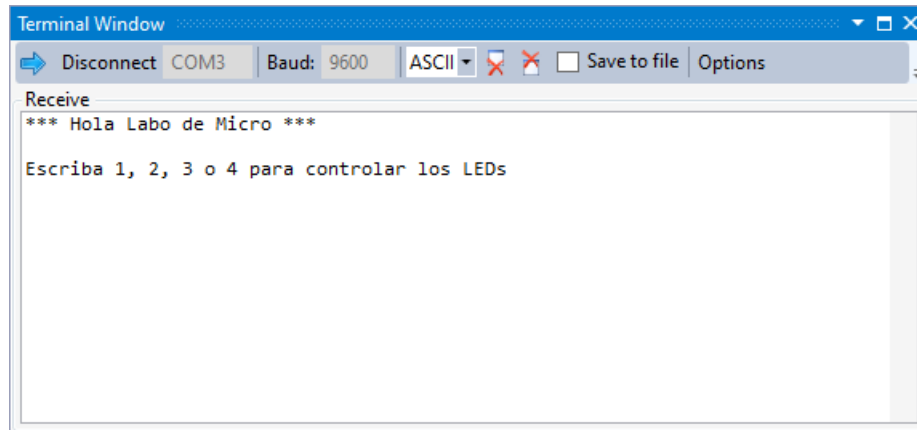 Terminal Window
Disconnect COM3 Baud: 9600 ASCII Save to file Options
Receive
*** Hola Labo de Micro ***
Escriba 1, 2, 3 o 4 para controlar los LEDs